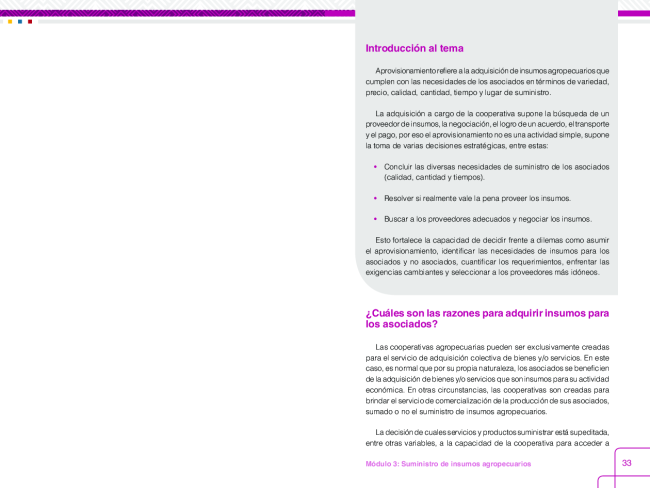 Introducción al tema
Aprovisionamiento refiere a la adquisición de insumos agropecuarios que
cumplen con las necesidades de los asociados en términos de variedad,
precio, calidad, cantidad, tiempo y lugar de suministro.
La adquisición a cargo de la cooperativa supone la búsqueda de un
proveedor de insumos, la negociación, el logro de un acuerdo, el transporte
y el pago, por eso el aprovisionamiento no es una actividad simple, supone
la toma de varias decisiones estratégicas, entre estas:
• Concluir las diversas necesidades de suministro de los asociados
(calidad, cantidad y tiempos).
• Resolver si realmente vale la pena proveer los insumos.
• Buscar a los proveedores adecuados y negociar los insumos.
Esto fortalece la capacidad de decidir frente a dilemas como asumir
el aprovisionamiento, identificar las necesidades de insumos para los
asociados y no asociados, cuantificar los requerimientos, enfrentar las
exigencias cambiantes y seleccionar a los proveedores más idóneos.
¿Cuáles son las razones para adquirir insumos para
los asociados?
Las cooperativas agropecuarias pueden ser exclusivamente creadas
para el servicio de adquisición colectiva de bienes y/o servicios. En este
caso, es normal que por su propia naturaleza, los asociados se beneficien
de la adquisición de bienes y/o servicios que son insumos para su actividad
económica. En otras circunstancias, las cooperativas son creadas para
brindar el servicio de comercialización de la producción de sus asociados,
sumado o no el suministro de insumos agropecuarios.
La decisión de cuales servicios y productos suministrar está supeditada,
entre otras variables, a la capacidad de la cooperativa para acceder a
Módulo 3: Suministro de insumos agropecuarios
33